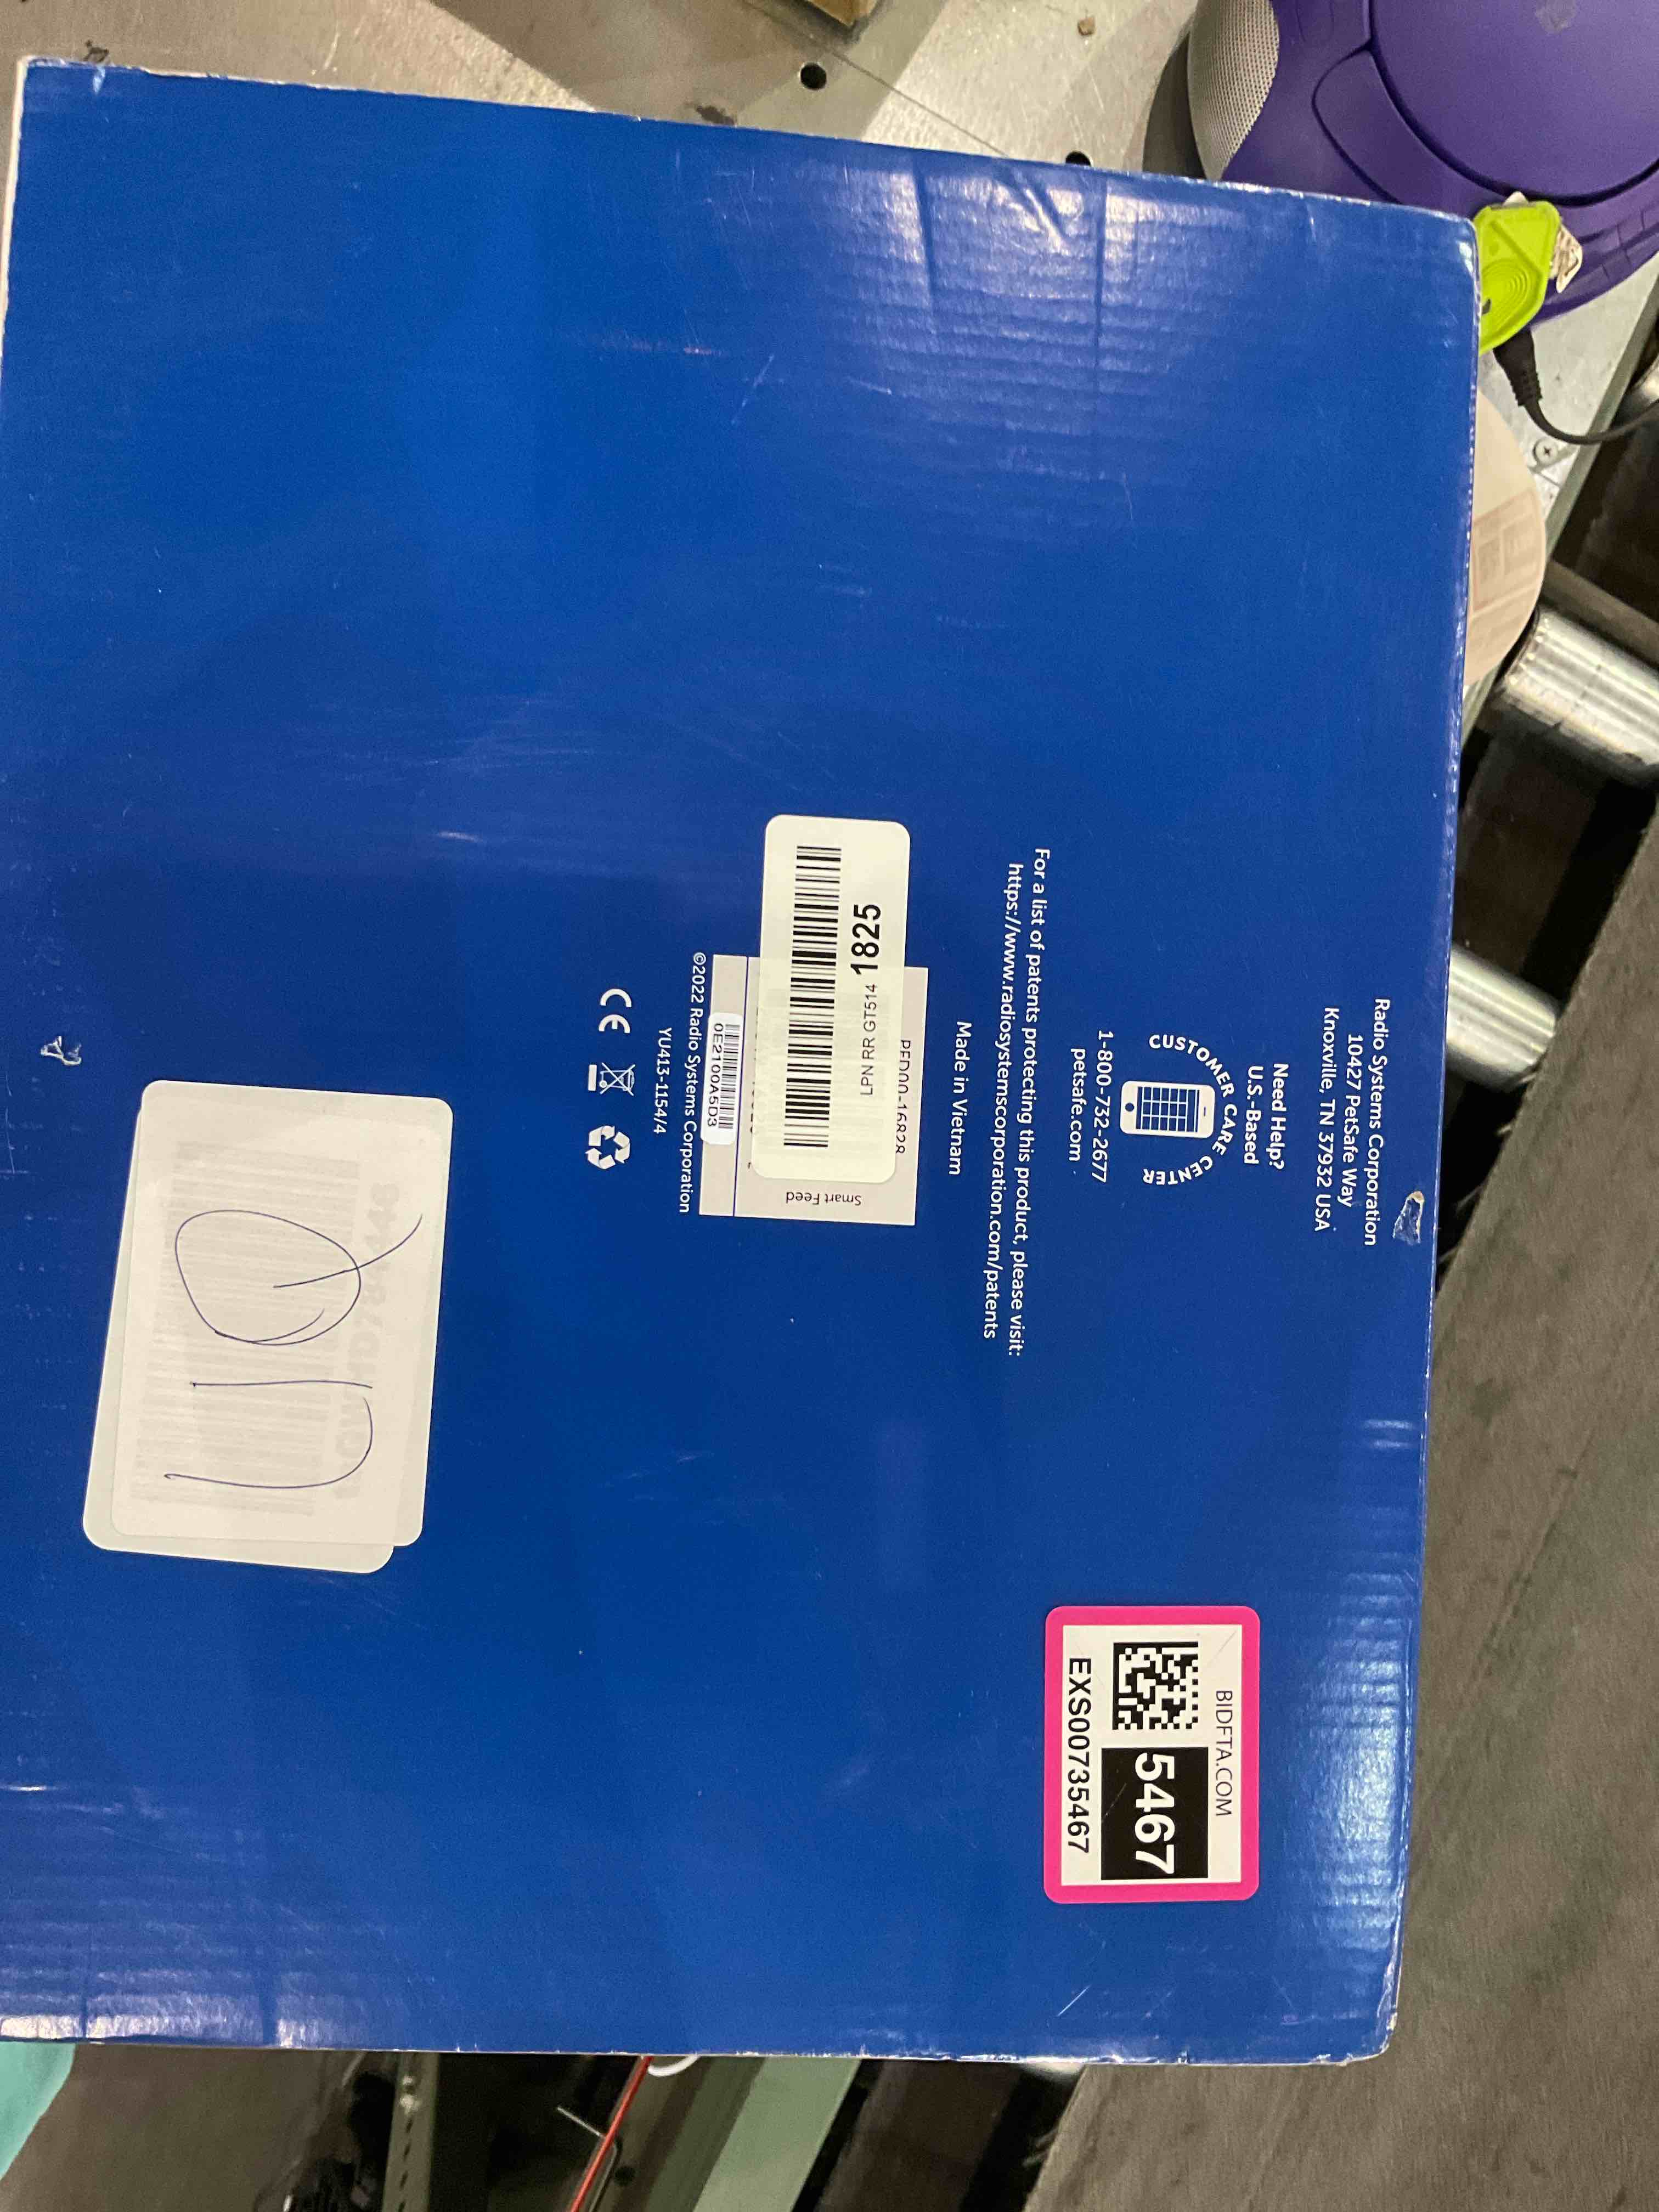 Radio Systems Corporation
10427 PetSafe Way
Knoxville, TN 37932 USA
Need Help?
U.S.-Based
CUSTOMER CARE CENTER
1-800-732-2677
petsafe.com
For a list of patents protecting this product, please visit:
https://www.radiosystemscorporation.com/patents
Made in Vietnam
PFD00-16828
Smart Feed
LPN RR GT514 1825
0E2100A5D3
©2022 Radio Systems Corporation
YU413-1154/4
CE
BIDFTA.COM
5467
EXS00735467